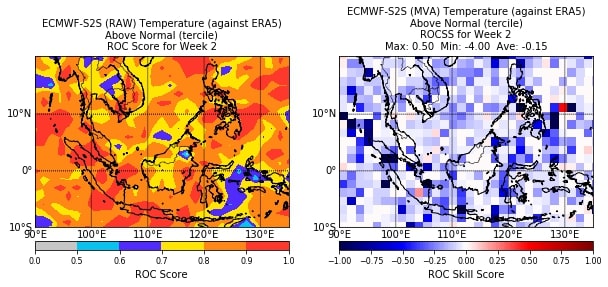 ECMWF-S2S (RAW) Temperature (against ERA5)
Above Normal (tercile)
ROC Score for Week 2
10°N
0°
10°S
90°E 100°E 110°E 120°E 130°E
0.0 0.5 0.6 0.7 0.8 0.9 1.0
ROC Score
ECMWF-S2S (MVA) Temperature (against ERA5)
Above Normal (tercile)
ROCSS for Week 2
Max: 0.50 Min: -4.00 Ave: -0.15
10°N
0°
10°S
90°E 100°E 110°E 120°E 130°E
−1.00 −0.75 −0.50 −0.25 0.00 0.25 0.50 0.75 1.00
ROC Skill Score